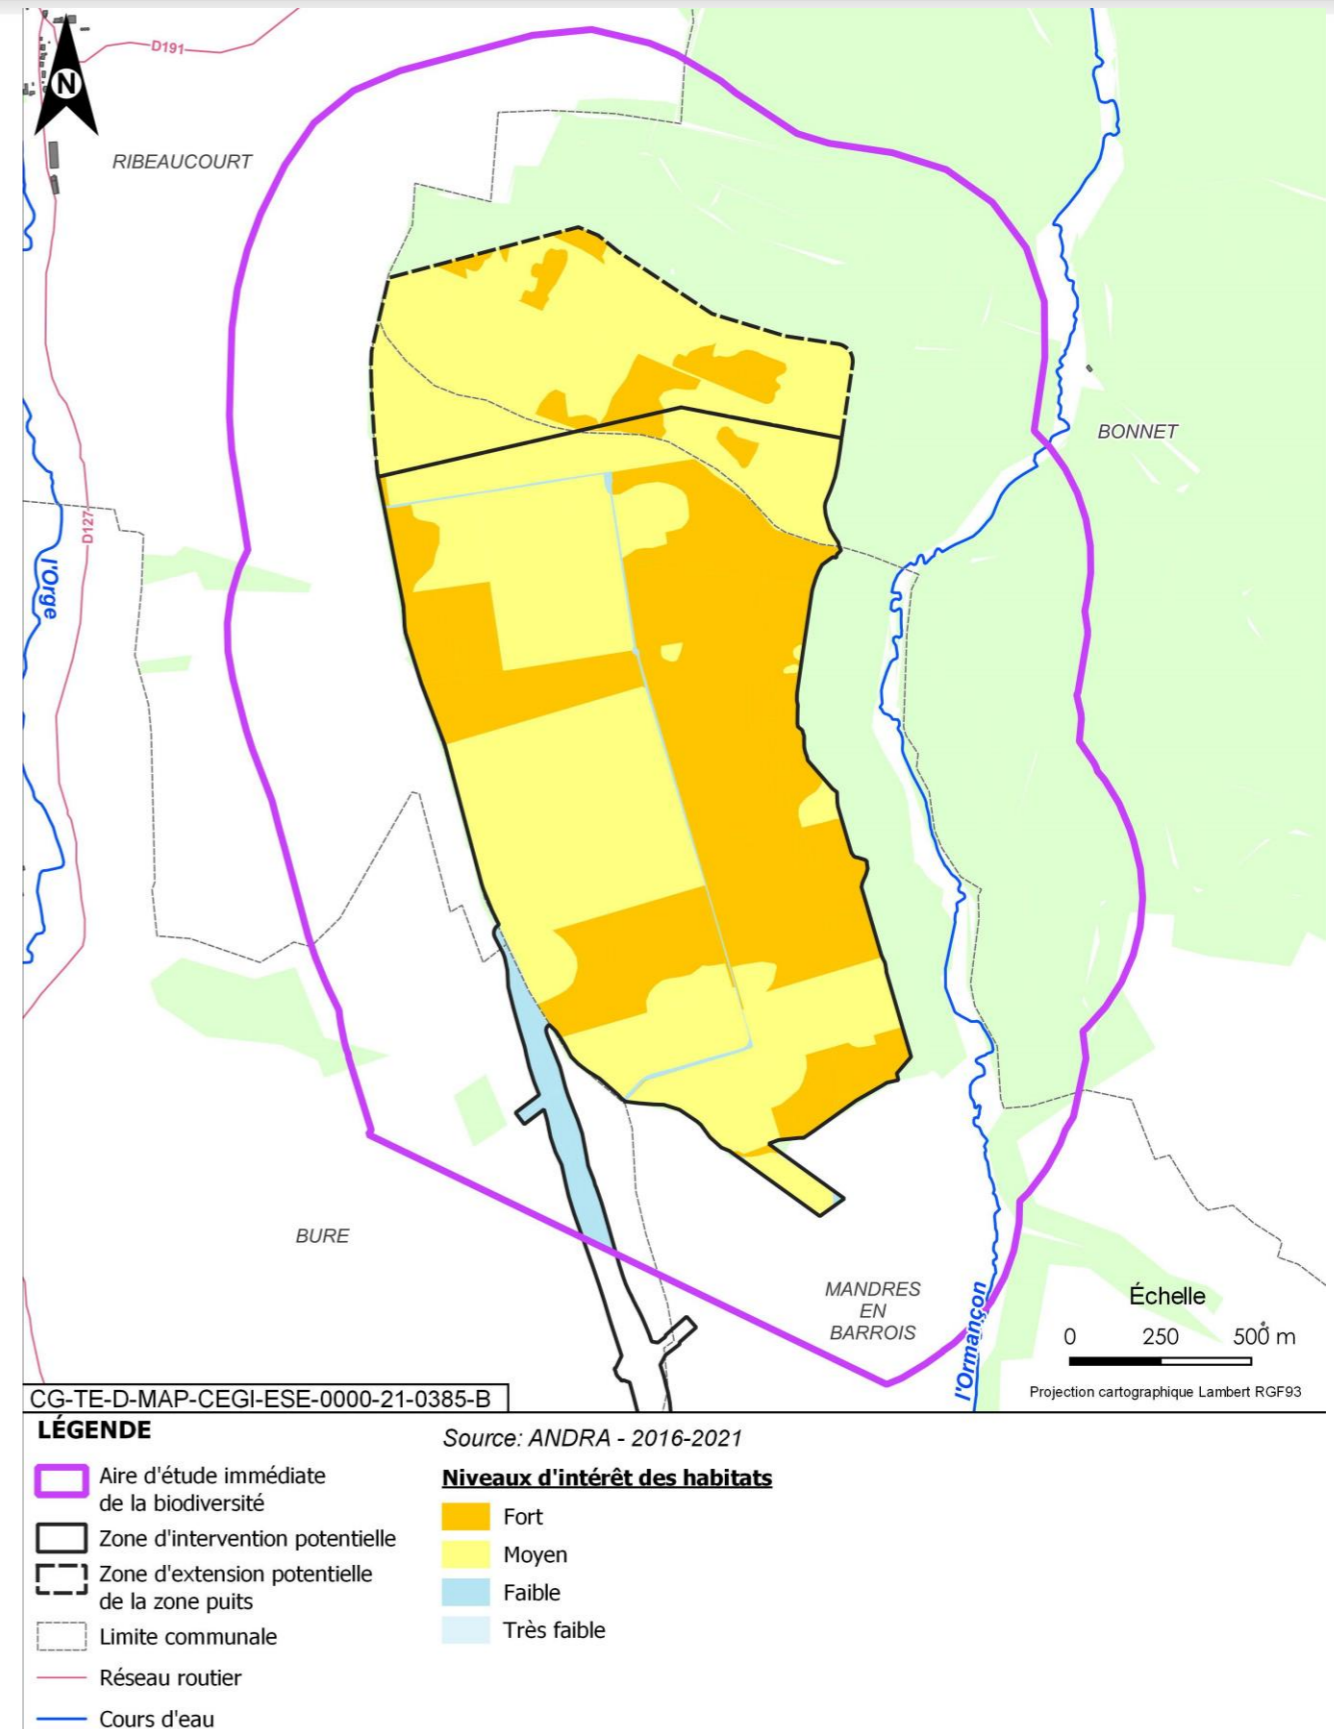 D191
N
RIBEAUCOURT
BONNET
D127
l'Orge
BURE
MANDRES
EN
BARROIS
l'Ormançon
Échelle
0 250 500 m
Projection cartographique Lambert RGF93
CG-TE-D-MAP-CEGI-ESE-0000-21-0385-B
LÉGENDE
Aire d'étude immédiate
de la biodiversité
Zone d'intervention potentielle
Zone d'extension potentielle
de la zone puits
Limite communale
Réseau routier
Cours d'eau
Source: ANDRA - 2016-2021
Niveaux d'intérêt des habitats
Fort
Moyen
Faible
Très faible